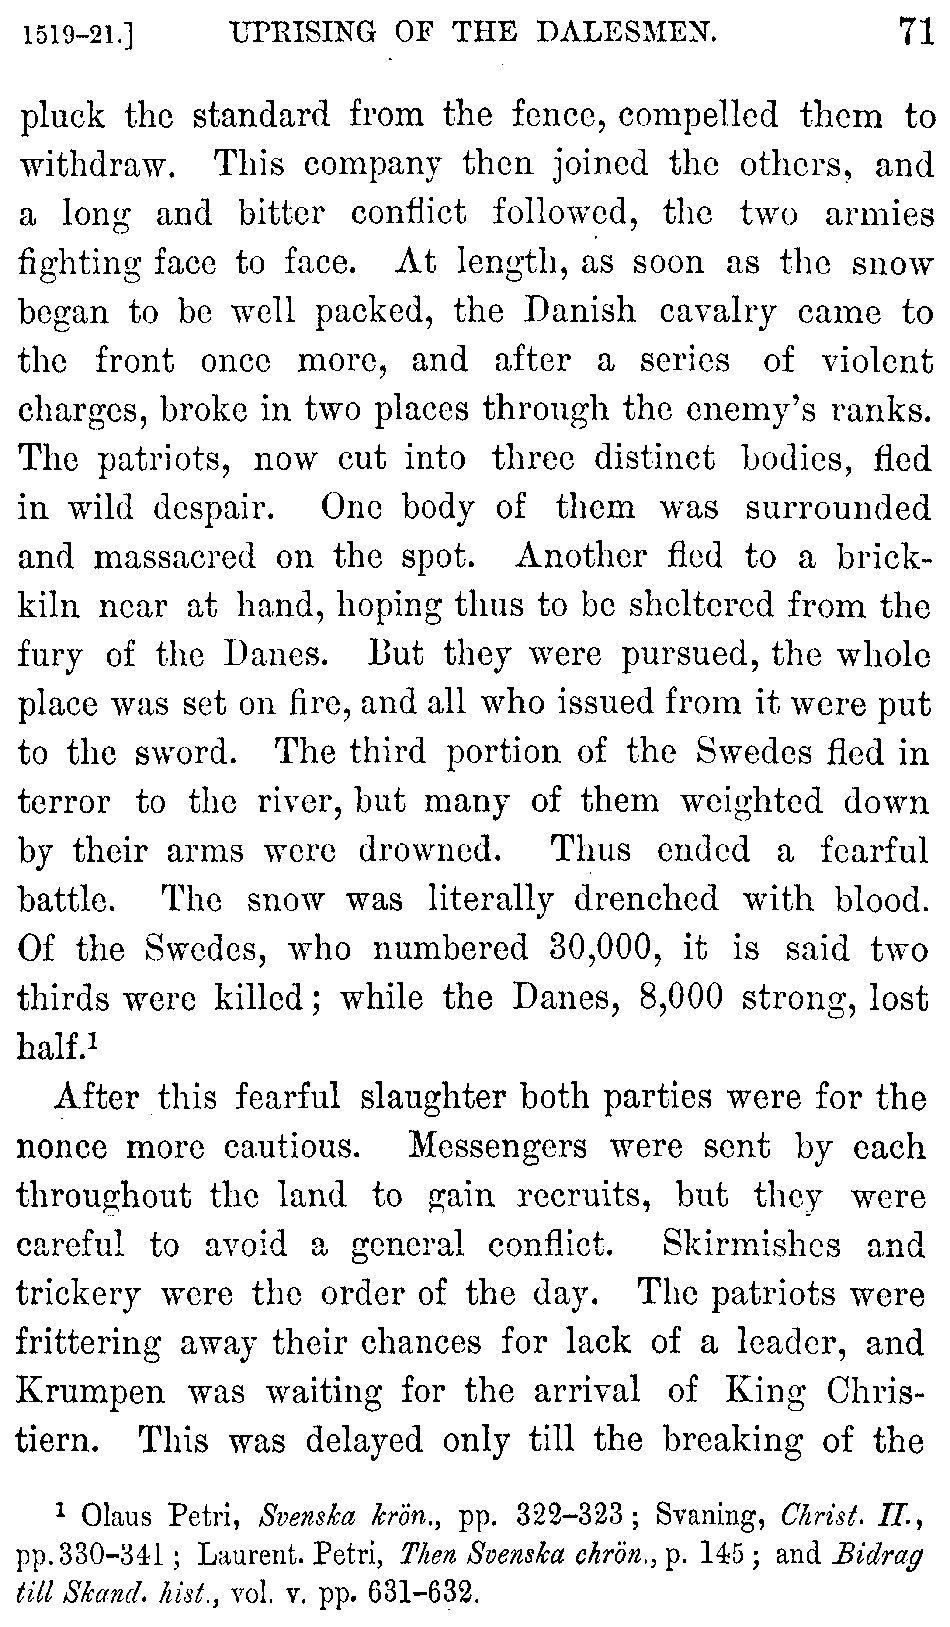 1519–21.] UPRISING OF THE DALESMEN. 71
pluck the standard from the fence, compelled them to
withdraw. This company then joined the others, and
a long and bitter conflict followed, the two armies
fighting face to face. At length, as soon as the snow
began to be well packed, the Danish cavalry came to
the front once more, and after a series of violent
charges, broke in two places through the enemy's ranks.
The patriots, now cut into three distinct bodies, fled
in wild despair. One body of them was surrounded
and massacred on the spot. Another fled to a brick-
kiln near at hand, hoping thus to be sheltered from the
fury of the Danes. But they were pursued, the whole
place was set on fire, and all who issued from it were put
to the sword. The third portion of the Swedes fled in
terror to the river, but many of them weighted down
by their arms were drowned. Thus ended a fearful
battle. The snow was literally drenched with blood.
Of the Swedes, who numbered 30,000, it is said two
thirds were killed; while the Danes, 8,000 strong, lost
half.¹
After this fearful slaughter both parties were for the
nonce more cautious. Messengers were sent by each
throughout the land to gain recruits, but they were
careful to avoid a general conflict. Skirmishes and
trickery were the order of the day. The patriots were
frittering away their chances for lack of a leader, and
Krumpen was waiting for the arrival of King Chris-
tiern. This was delayed only till the breaking of the
¹ Olaus Petri, Svenska krön., pp. 322–323; Svaning, Christ. II.,
pp. 330–341; Laurent. Petri, Then Svenska chrön., p. 145; and Bidrag
till Skand. hist., vol. v. pp. 631–632.